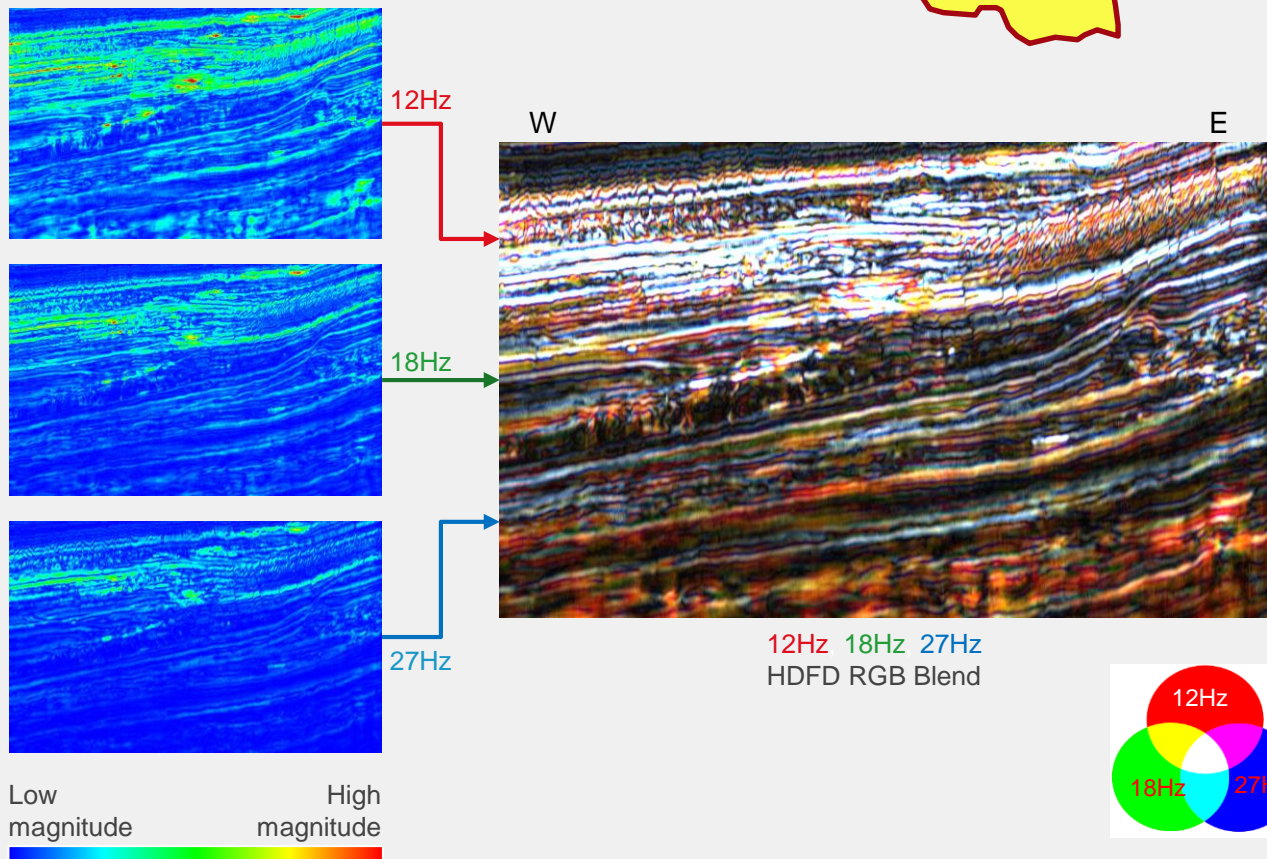 12Hz
18Hz
27Hz
Low magnitude
High magnitude
W
E
12Hz, 18Hz 27Hz
HDFD RGB Blend
12Hz
18Hz